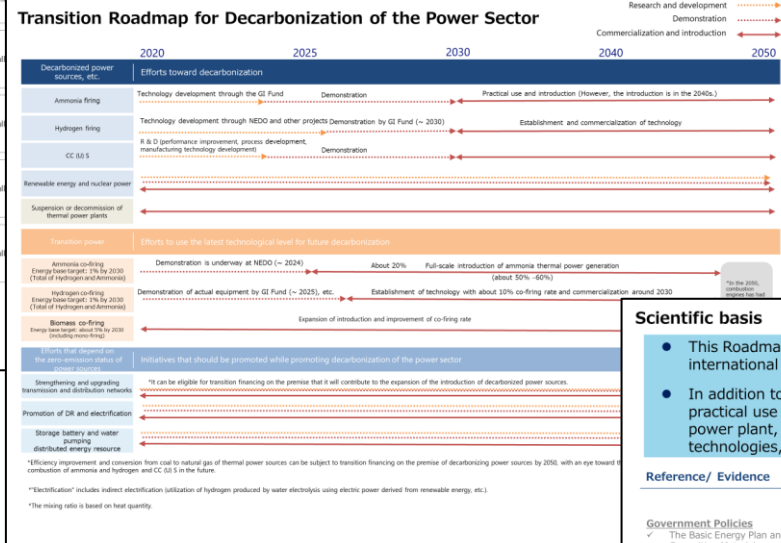 Transition Roadmap for Decarbonization of the Power Sector
Research and development
Demonstration
Commercialization and introduction
2020 2025 2030 2040 2050
Decarbonized power
sources, etc.
Efforts toward decarbonization
Ammonia firing
Technology development through the GI Fund
Demonstration
Practical use and introduction (However, the introduction is in the 2040s.)
Hydrogen firing
Technology development through NEDO and other projects
Demonstration by GI Fund (~ 2030)
Establishment and commercialization of technology
CC (U) S
R & D (performance improvement, process development,
manufacturing technology development)
Demonstration
Renewable energy and nuclear power
Suspension or decommission of
thermal power plants
Transition power
Efforts to use the latest technological level for future decarbonization
Ammonia co-firing
Energy base target: 1% by 2030
(Total of Hydrogen and Ammonia)
Demonstration is underway at NEDO (~ 2024)
About 20%
Full-scale introduction of ammonia thermal power generation
(about 50% -60%)
Hydrogen co-firing
Energy base target: 1% by 2030
(Total of Hydrogen and Ammonia)
Demonstration of actual equipment by GI Fund (~ 2025), etc.
Establishment of technology with about 10% co-firing rate and commercialization around 2030
*In the 2050,
combustion
engines has had
Biomass co-firing
Energy base target: about 5% by 2030
(including mono-firing)
Expansion of introduction and improvement of co-firing rate
Efforts that depend on
the zero-emission status of
power sources
Initiatives that should be promoted while promoting decarbonization of the power sector
Strengthening and upgrading
transmission and distribution networks
*It can be eligible for transition financing on the premise that it will contribute to the expansion of the introduction of decarbonized power sources.
Promotion of DR and electrification
Storage battery and water
pumping
distributed energy resource
*Efficiency improvement and conversion from coal to natural gas of thermal power sources can be subject to transition financing on the premise of decarbonizing power sources by 2050, with an eye toward
combustion of ammonia and hydrogen and CC (U) S in the future.
*"Electrification" includes indirect electrification (utilization of hydrogen produced by water electrolysis using electric power derived from renewable energy, etc.).
*The mixing ratio is based on heat quantity.
Scientific basis
● This Roadma
international
● In addition to
practical use
power plant,
technologies,
Reference/ Evidence
Government Policies
✓ The Basic Energy Plan an